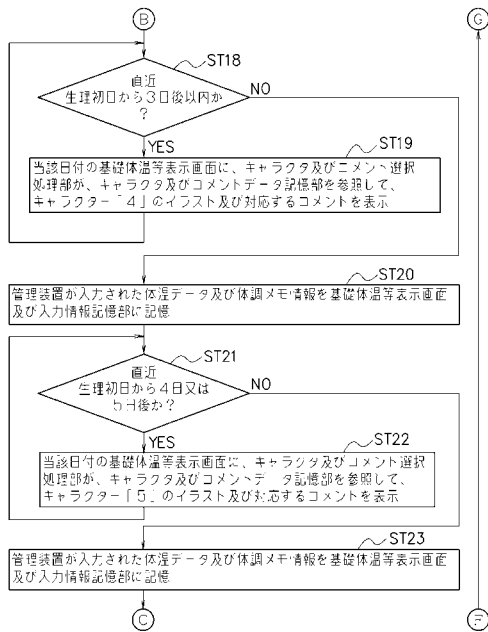 B
G
ST18
直近
生理初日から3日後以内か
?
NO
YES
ST19
当該日付の基礎体温等表示画面に、キャラクタ及びコメント選択
処理部が、キャラクタ及びコメントデータ記憶部を参照して、
キャラクター「4」のイラスト及び対応するコメントを表示
ST20
管理装置が入力された体温データ及び体調メモ情報を基礎体温等表示画面
及び入力情報記憶部に記憶
ST21
直近
生理初日から4日又は
5日後か?
NO
YES
ST22
当該日付の基礎体温等表示画面に、キャラクタ及びコメント選択
処理部が、キャラクタ及びコメントデータ記憶部を参照して、
キャラクター「5」のイラスト及び対応するコメントを表示
ST23
管理装置が入力された体温データ及び体調メモ情報を基礎体温等表示画面
及び入力情報記憶部に記憶
C
F